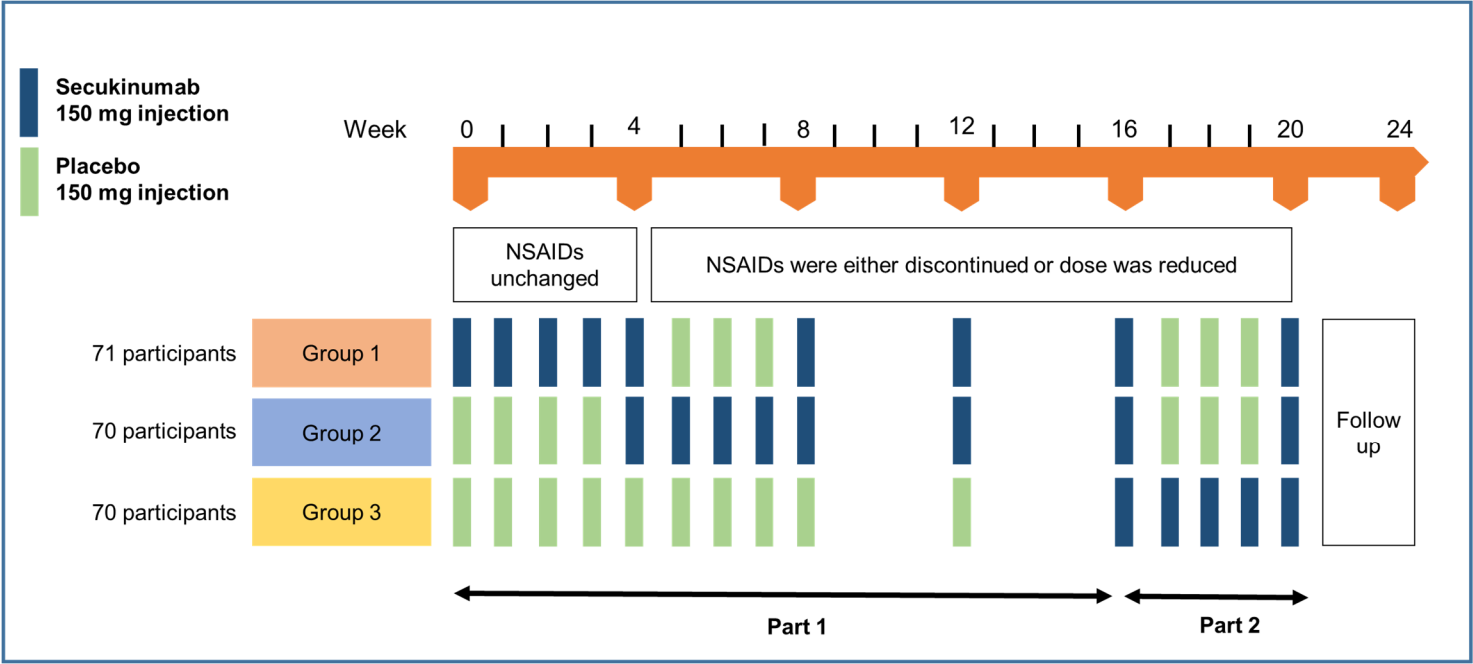 Secukinumab
150 mg injection
Placebo
150 mg injection
Week 0 4 8 12 16 20 24
NSAIDs
unchanged
NSAIDs were either discontinued or dose was reduced
71 participants Group 1
70 participants Group 2
70 participants Group 3
Follow
up
Part 1
Part 2